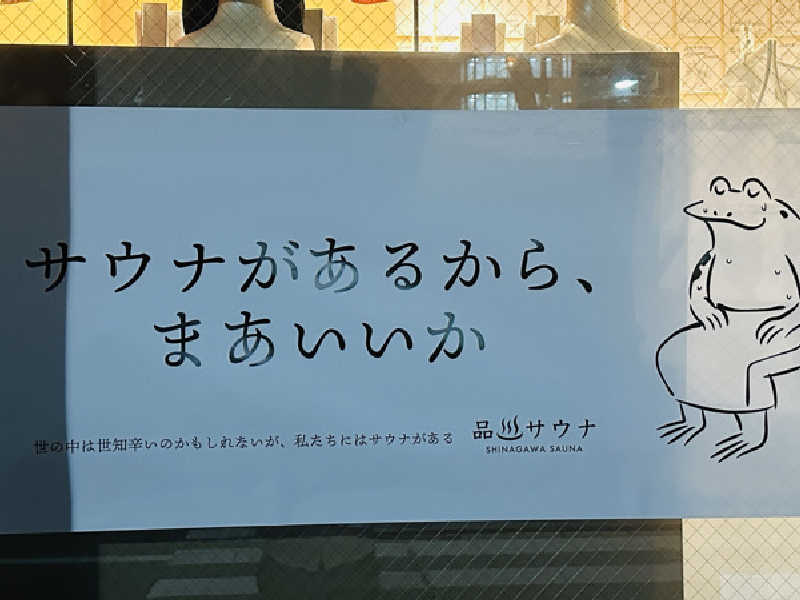 サウナがあるから、
まあいいか
世の中は世知辛いのかもしれないが、私たちにはサウナがある
品川サウナ
SHINAGAWA SAUNA